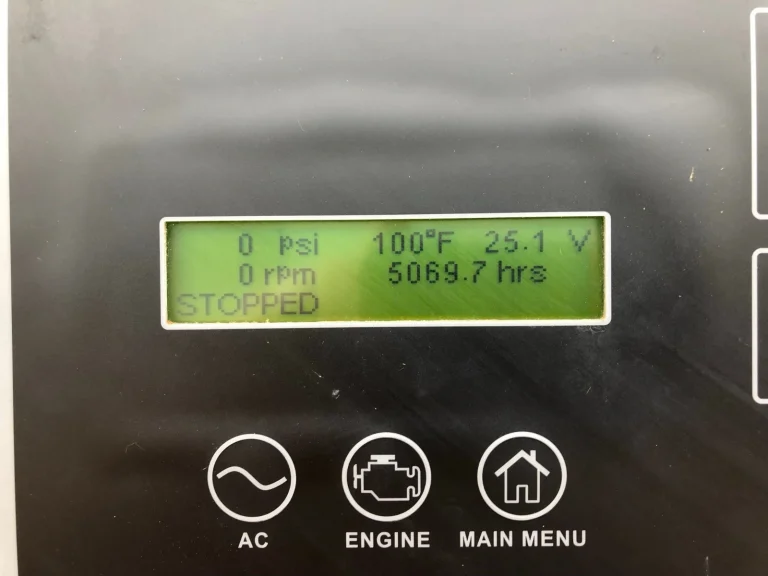 0 psi 100°F 25.1 V
0 rpm 5069.7 hrs
STOPPED
AC ENGINE MAIN MENU